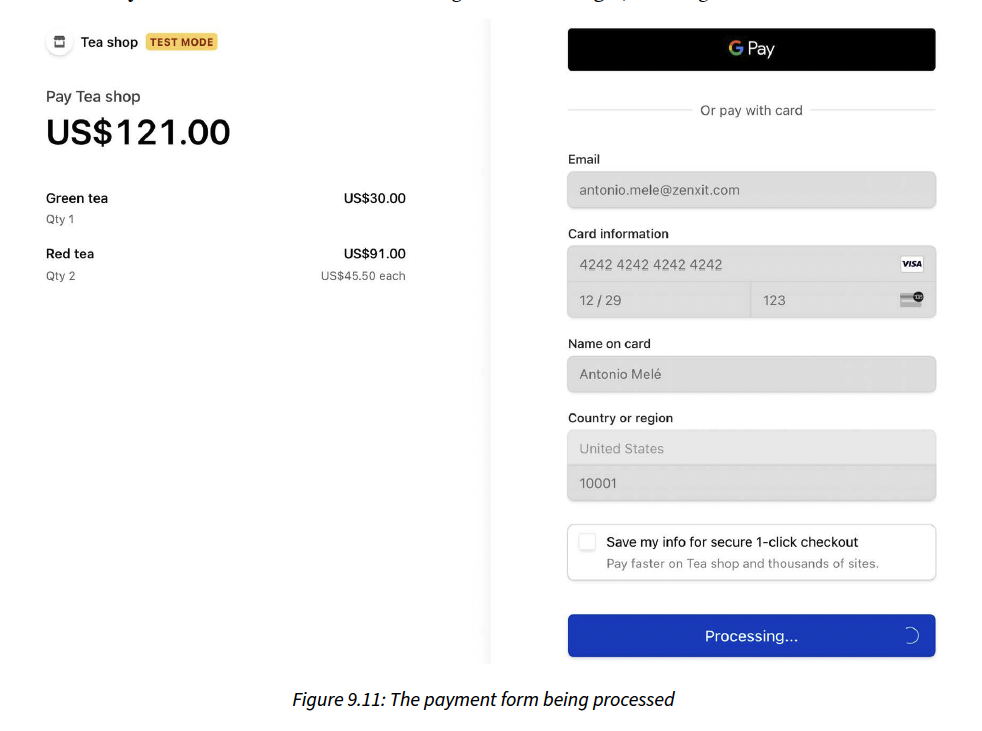 Tea shop TEST MODE
Pay Tea shop
US$121.00
Green tea US$30.00
Qty 1
Red tea US$91.00
Qty 2 US$45.50 each
G Pay
Or pay with card
Email
antonio.mele@zenxit.com
Card information
4242 4242 4242 4242 VISA
12 / 29 123
Name on card
Antonio Melé
Country or region
United States
10001
Save my info for secure 1-click checkout
Pay faster on Tea shop and thousands of sites.
Processing...
Figure 9.11: The payment form being processed